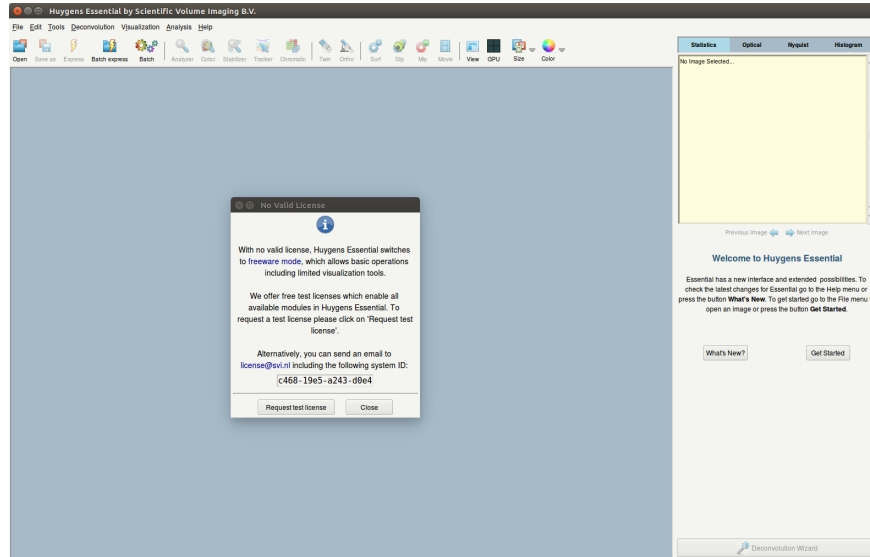 Huygens Essential by Scientific Volume Imaging B.V.
File Edit Tools Deconvolution Visualization Analysis Help
Open Save as Express Batch express Batch Analyzer Coloc Stabilizer Tracker Chromatic Twin Ortho Surf Sfp Mip Movie View GPU Size Color
Statistics Optical Nyquist Histogram
No Image Selected...
Previous Image Next Image
Welcome to Huygens Essential
Essential has a new interface and extended possibilities. To
check the latest changes for Essential go to the Help menu or
press the button What's New. To get started go to the File menu
open an image or press the button Get Started.
What's New? Get Started
Deconvolution Wizard
No Valid License
With no valid license, Huygens Essential switches
to freeware mode, which allows basic operations
including limited visualization tools.
We offer free test licenses which enable all
available modules in Huygens Essential. To
request a test license please click on 'Request test
license'.
Alternatively, you can send an email to
license@svi.nl including the following system ID:
c468-19e5-a243-d0e4
Request test license Close